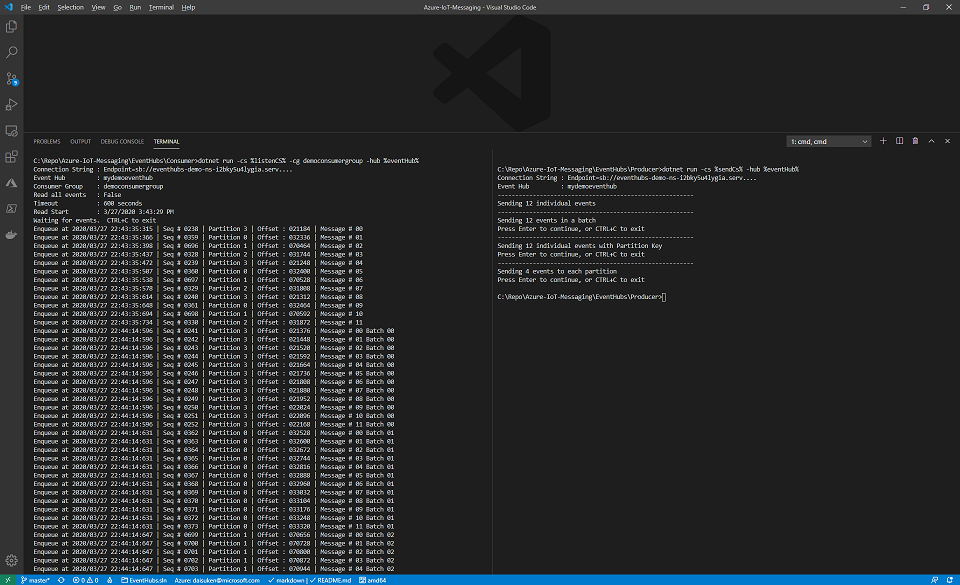 File Edit Selection View Go Run Terminal Help
Azure-IoT-Messaging - Visual Studio Code
PROBLEMS OUTPUT DEBUG CONSOLE TERMINAL
1: cmd, cmd
C:\Repo\Azure-IoT-Messaging\EventHubs\Consumer>dotnet run -cs %listenCS% -cg democonsumergroup -hub %eventHub%
Connection String : Endpoint=sb://eventhubs-demo-ns-i2bky5u4lygia.serv....
Event Hub : mydemoeventhub
Consumer Group : democonsumergroup
Read all events : False
Timeout : 600 seconds
Read Start : 3/27/2020 3:43:29 PM
Waiting for events. CTRL+C to exit
Enqueue at 2020/03/27 22:43:35:315 | Seq # 0238 | Partition 3 | Offset : 021184 | Message # 00
Enqueue at 2020/03/27 22:43:35:366 | Seq # 0359 | Partition 0 | Offset : 032336 | Message # 01
Enqueue at 2020/03/27 22:43:35:398 | Seq # 0696 | Partition 1 | Offset : 070464 | Message # 02
Enqueue at 2020/03/27 22:43:35:437 | Seq # 0328 | Partition 2 | Offset : 031744 | Message # 03
Enqueue at 2020/03/27 22:43:35:472 | Seq # 0239 | Partition 3 | Offset : 021248 | Message # 04
Enqueue at 2020/03/27 22:43:35:507 | Seq # 0360 | Partition 0 | Offset : 032400 | Message # 05
Enqueue at 2020/03/27 22:43:35:538 | Seq # 0697 | Partition 1 | Offset : 070528 | Message # 06
Enqueue at 2020/03/27 22:43:35:578 | Seq # 0329 | Partition 2 | Offset : 031808 | Message # 07
Enqueue at 2020/03/27 22:43:35:614 | Seq # 0240 | Partition 3 | Offset : 021312 | Message # 08
Enqueue at 2020/03/27 22:43:35:648 | Seq # 0361 | Partition 0 | Offset : 032464 | Message # 09
Enqueue at 2020/03/27 22:43:35:694 | Seq # 0698 | Partition 1 | Offset : 070592 | Message # 10
Enqueue at 2020/03/27 22:43:35:734 | Seq # 0330 | Partition 2 | Offset : 031872 | Message # 11
Enqueue at 2020/03/27 22:44:14:596 | Seq # 0241 | Partition 3 | Offset : 021376 | Message # 00 Batch 00
Enqueue at 2020/03/27 22:44:14:596 | Seq # 0242 | Partition 3 | Offset : 021448 | Message # 01 Batch 00
Enqueue at 2020/03/27 22:44:14:596 | Seq # 0243 | Partition 3 | Offset : 021520 | Message # 02 Batch 00
Enqueue at 2020/03/27 22:44:14:596 | Seq # 0244 | Partition 3 | Offset : 021592 | Message # 03 Batch 00
Enqueue at 2020/03/27 22:44:14:596 | Seq # 0245 | Partition 3 | Offset : 021664 | Message # 04 Batch 00
Enqueue at 2020/03/27 22:44:14:596 | Seq # 0246 | Partition 3 | Offset : 021736 | Message # 05 Batch 00
Enqueue at 2020/03/27 22:44:14:596 | Seq # 0247 | Partition 3 | Offset : 021808 | Message # 06 Batch 00
Enqueue at 2020/03/27 22:44:14:596 | Seq # 0248 | Partition 3 | Offset : 021880 | Message # 07 Batch 00
Enqueue at 2020/03/27 22:44:14:596 | Seq # 0249 | Partition 3 | Offset : 021952 | Message # 08 Batch 00
Enqueue at 2020/03/27 22:44:14:596 | Seq # 0250 | Partition 3 | Offset : 022024 | Message # 09 Batch 00
Enqueue at 2020/03/27 22:44:14:596 | Seq # 0251 | Partition 3 | Offset : 022096 | Message # 10 Batch 00
Enqueue at 2020/03/27 22:44:14:596 | Seq # 0252 | Partition 3 | Offset : 022168 | Message # 11 Batch 00
Enqueue at 2020/03/27 22:44:14:631 | Seq # 0362 | Partition 0 | Offset : 032528 | Message # 00 Batch 01
Enqueue at 2020/03/27 22:44:14:631 | Seq # 0363 | Partition 0 | Offset : 032600 | Message # 01 Batch 01
Enqueue at 2020/03/27 22:44:14:631 | Seq # 0364 | Partition 0 | Offset : 032672 | Message # 02 Batch 01
Enqueue at 2020/03/27 22:44:14:631 | Seq # 0365 | Partition 0 | Offset : 032744 | Message # 03 Batch 01
Enqueue at 2020/03/27 22:44:14:631 | Seq # 0366 | Partition 0 | Offset : 032816 | Message # 04 Batch 01
Enqueue at 2020/03/27 22:44:14:631 | Seq # 0367 | Partition 0 | Offset : 032888 | Message # 05 Batch 01
Enqueue at 2020/03/27 22:44:14:631 | Seq # 0368 | Partition 0 | Offset : 032960 | Message # 06 Batch 01
Enqueue at 2020/03/27 22:44:14:631 | Seq # 0369 | Partition 0 | Offset : 033032 | Message # 07 Batch 01
Enqueue at 2020/03/27 22:44:14:631 | Seq # 0370 | Partition 0 | Offset : 033104 | Message # 08 Batch 01
Enqueue at 2020/03/27 22:44:14:631 | Seq # 0371 | Partition 0 | Offset : 033176 | Message # 09 Batch 01
Enqueue at 2020/03/27 22:44:14:631 | Seq # 0372 | Partition 0 | Offset : 033248 | Message # 10 Batch 01
Enqueue at 2020/03/27 22:44:14:631 | Seq # 0373 | Partition 0 | Offset : 033320 | Message # 11 Batch 01
Enqueue at 2020/03/27 22:44:14:647 | Seq # 0699 | Partition 1 | Offset : 070656 | Message # 00 Batch 02
Enqueue at 2020/03/27 22:44:14:647 | Seq # 0700 | Partition 1 | Offset : 070728 | Message # 01 Batch 02
Enqueue at 2020/03/27 22:44:14:647 | Seq # 0701 | Partition 1 | Offset : 070800 | Message # 02 Batch 02
Enqueue at 2020/03/27 22:44:14:647 | Seq # 0702 | Partition 1 | Offset : 070872 | Message # 03 Batch 02
Enqueue at 2020/03/27 22:44:14:647 | Seq # 0703 | Partition 1 | Offset : 070944 | Message # 04 Batch 02
C:\Repo\Azure-IoT-Messaging\EventHubs\Producer>dotnet run -cs %sendCS% -hub %eventHub%
Connection String : Endpoint=sb://eventhubs-demo-ns-i2bky5u4lygia.serv....
Event Hub : mydemoeventhub
Sending 12 individual events
Sending 12 events in a batch
Press Enter to continue, or CTRL+C to exit
Sending 12 individual events with Partition Key
Press Enter to continue, or CTRL+C to exit
Sending 4 events to each partition
Press Enter to continue, or CTRL+C to exit
C:\Repo\Azure-IoT-Messaging\EventHubs\Producer>
master* 0 0 EventHubs.sln Azure: daisuken@microsoft.com markdown | README.md amd64